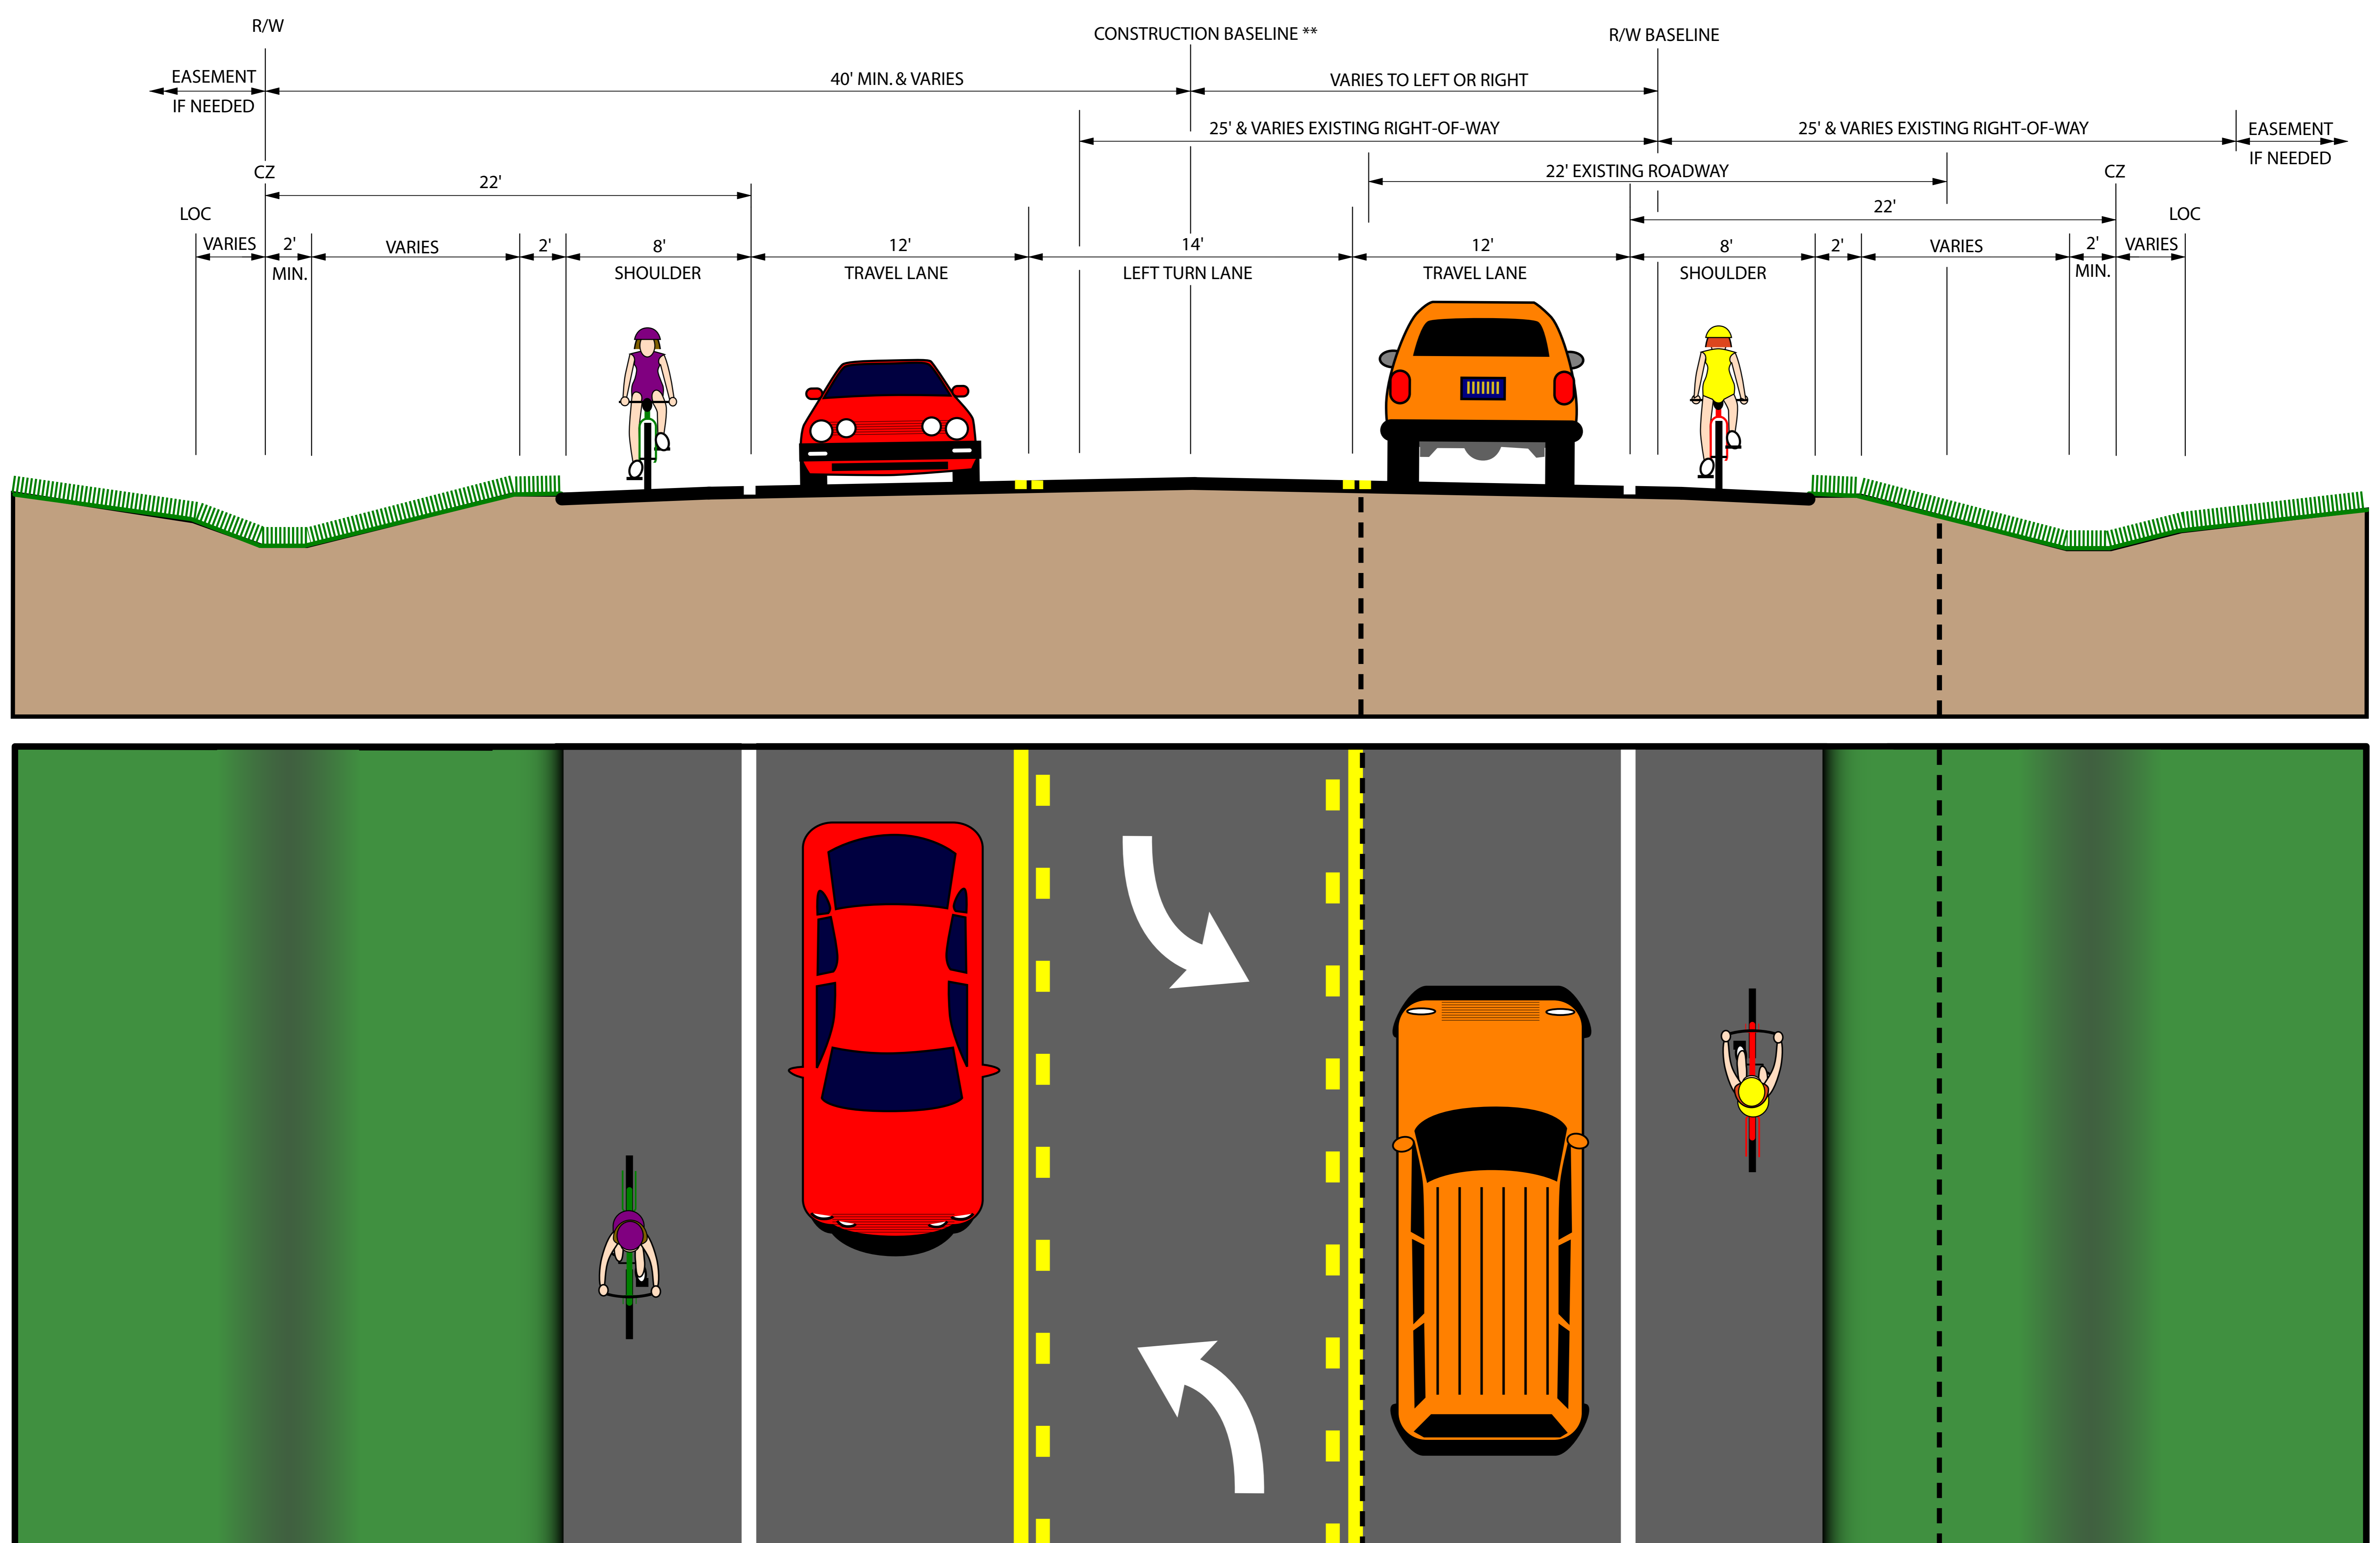 R/W
CONSTRUCTION BASELINE **
R/W BASELINE
EASEMENT
IF NEEDED
40' MIN. & VARIES
VARIES TO LEFT OR RIGHT
25' & VARIES EXISTING RIGHT-OF-WAY
25' & VARIES EXISTING RIGHT-OF-WAY
EASEMENT
IF NEEDED
CZ
22'
22' EXISTING ROADWAY
CZ
LOC
22'
LOC
VARIES
2'
MIN.
VARIES
2'
8'
SHOULDER
12'
TRAVEL LANE
14'
LEFT TURN LANE
12'
TRAVEL LANE
8'
SHOULDER
2'
VARIES
2'
MIN.
VARIES